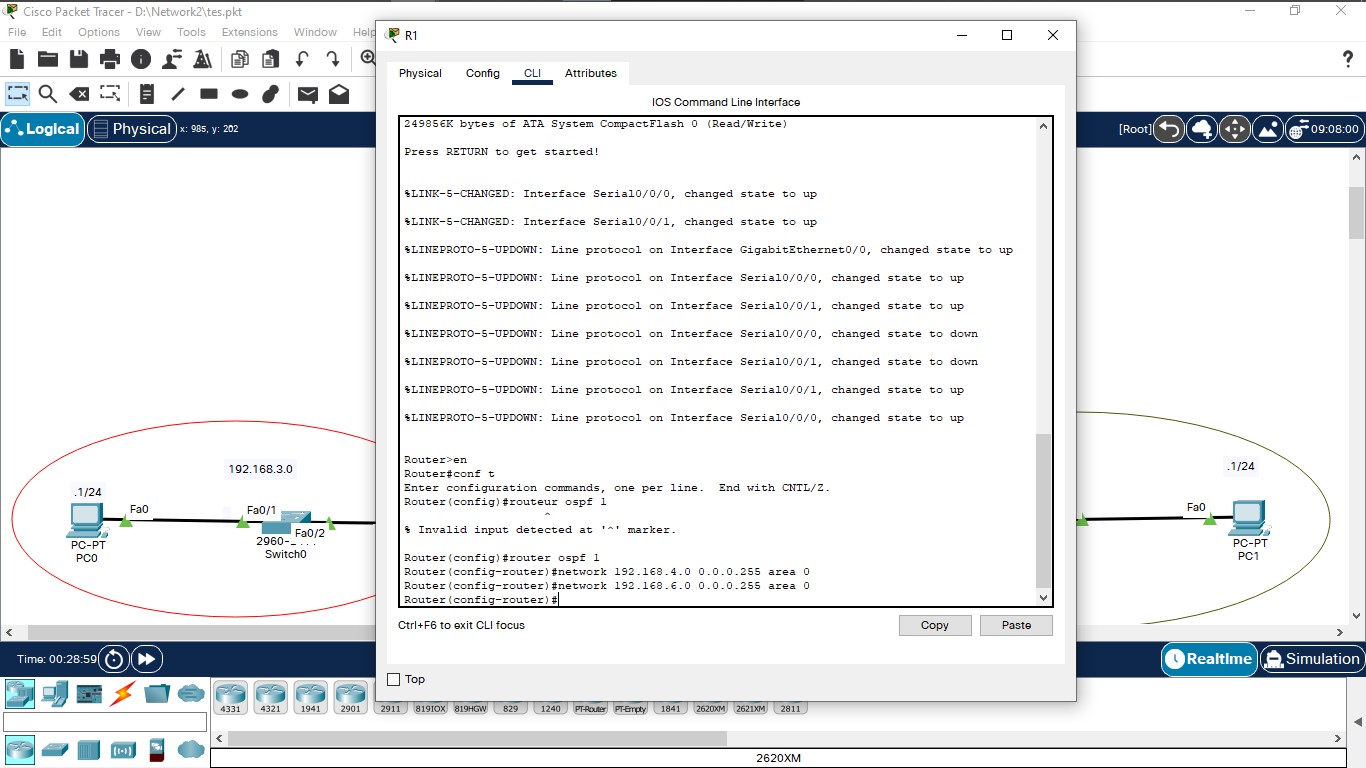 Cisco Packet Tracer - D:\Network2\tes.pkt
File Edit Options View Tools Extensions Window Help
Logical Physical x: 985, y: 202
[Root] 09:08:00
R1
Physical Config CLI Attributes
IOS Command Line Interface
249856K bytes of ATA System CompactFlash 0 (Read/Write)
Press RETURN to get started!
%LINK-5-CHANGED: Interface Serial0/0/0, changed state to up
%LINK-5-CHANGED: Interface Serial0/0/1, changed state to up
%LINEPROTO-5-UPDOWN: Line protocol on Interface GigabitEthernet0/0, changed state to up
%LINEPROTO-5-UPDOWN: Line protocol on Interface Serial0/0/0, changed state to up
%LINEPROTO-5-UPDOWN: Line protocol on Interface Serial0/0/1, changed state to up
%LINEPROTO-5-UPDOWN: Line protocol on Interface Serial0/0/0, changed state to down
%LINEPROTO-5-UPDOWN: Line protocol on Interface Serial0/0/1, changed state to down
%LINEPROTO-5-UPDOWN: Line protocol on Interface Serial0/0/1, changed state to up
%LINEPROTO-5-UPDOWN: Line protocol on Interface Serial0/0/0, changed state to up
Router>en
Router#conf t
Enter configuration commands, one per line. End with CNTL/Z.
Router(config)#routeur ospf 1
^
% Invalid input detected at '^' marker.
Router(config)#router ospf 1
Router(config-router)#network 192.168.4.0 0.0.0.255 area 0
Router(config-router)#network 192.168.6.0 0.0.0.255 area 0
Router(config-router)#
Ctrl+F6 to exit CLI focus
Copy
Paste
Top
192.168.3.0
.1/24
Fa0
Fa0/1
Fa0/2
PC-PT
PC0
Switch0
.1/24
Fa0
PC-PT
PC1
Time: 00:28:59
Realtime Simulation
4331 4321 1941 2901 2911 819IOX 819HGW 829 1240 PT-Router PT-Empty 1841 2620XM 2621XM 2811
2620XM